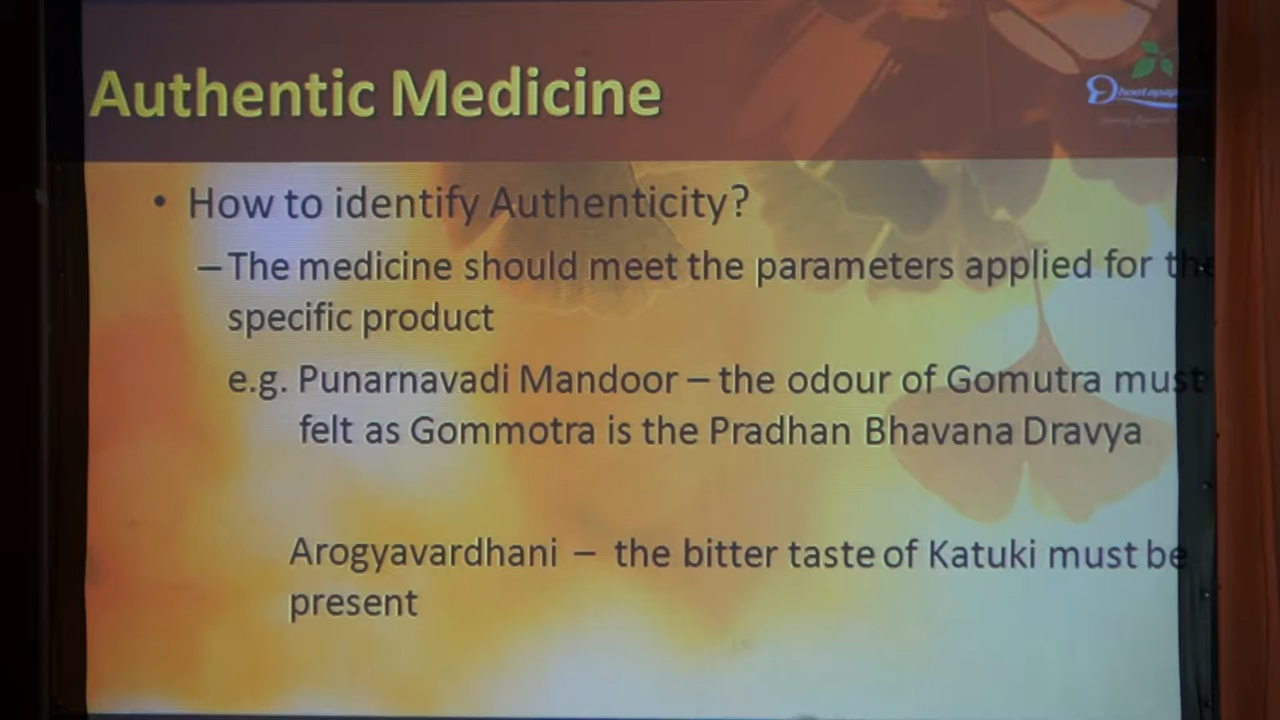 Authentic Medicine
• How to identify Authenticity?
– The medicine should meet the parameters applied for the
specific product
e.g. Punarnavadi Mandoor – the odour of Gomutra must
felt as Gommotra is the Pradhan Bhavana Dravya
Arogyavardhani – the bitter taste of Katuki must be
present